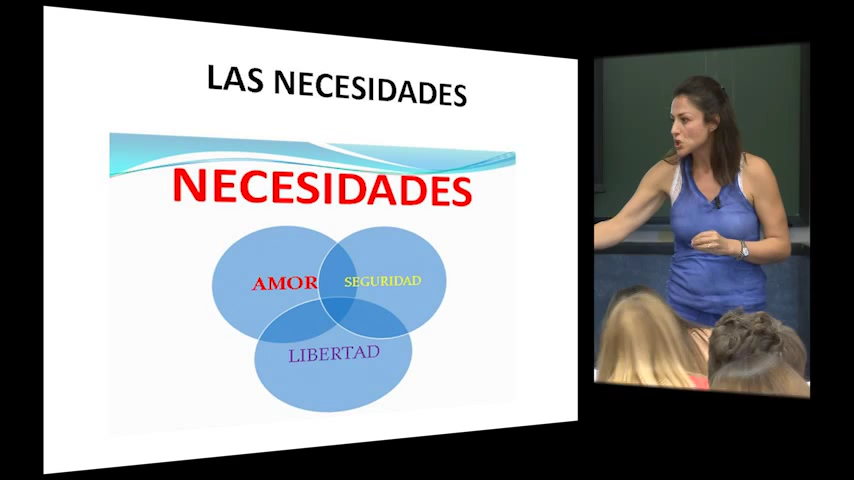 LAS NECESIDADES
NECESIDADES
AMOR
SEGURIDAD
LIBERTAD